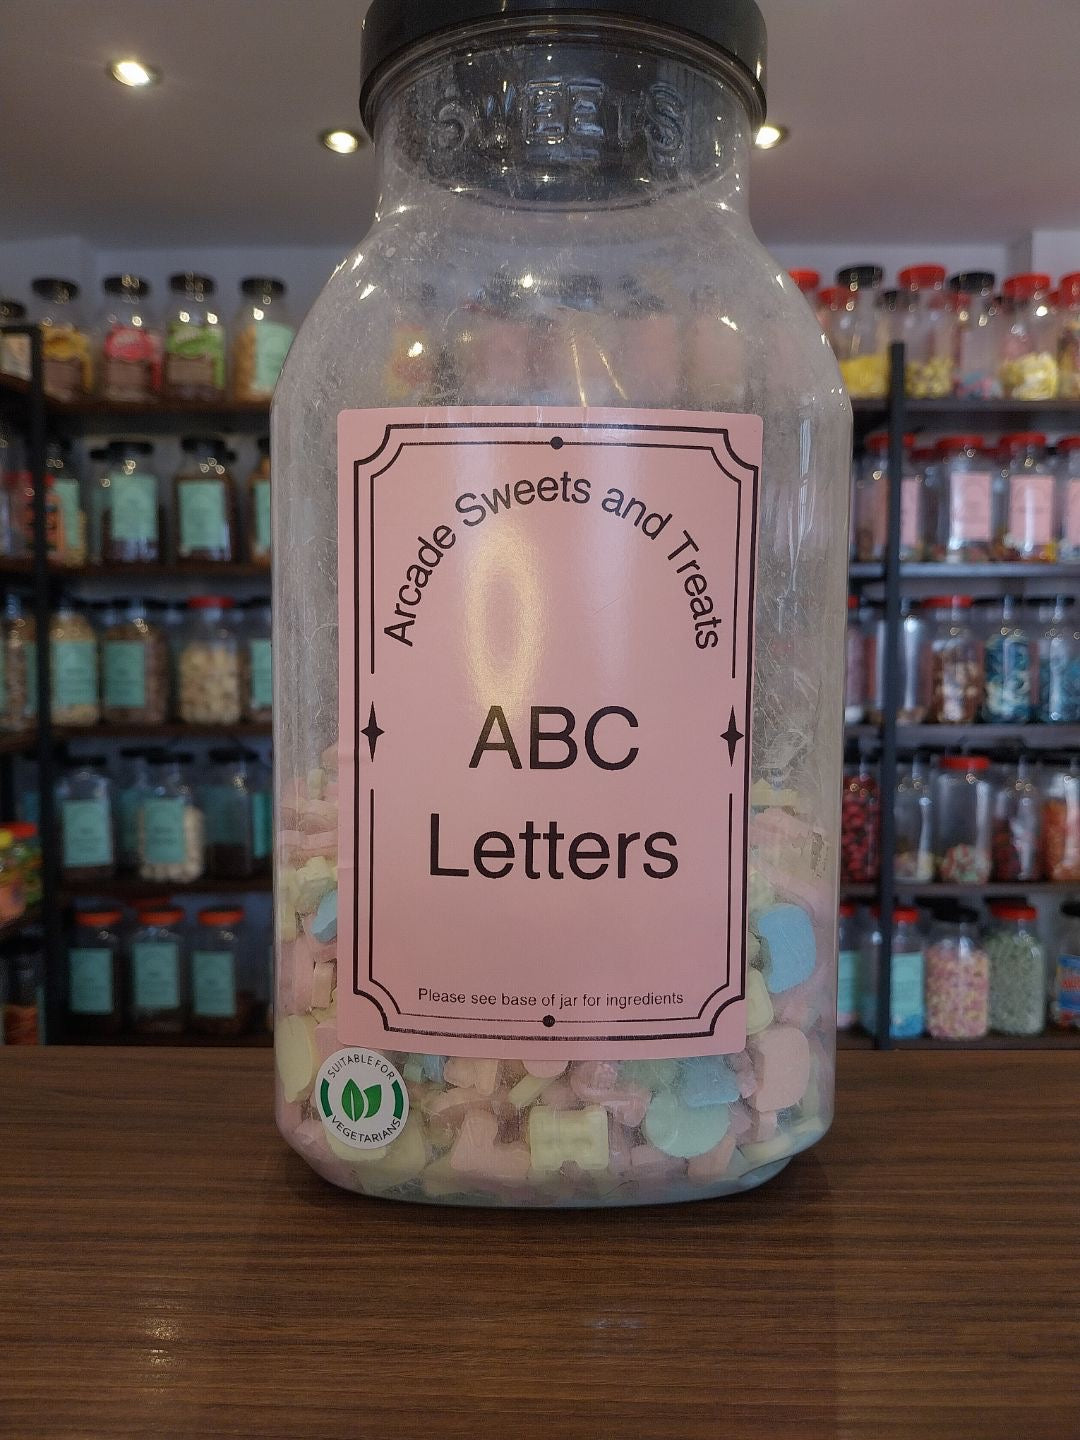 SWEETS
Arcade Sweets and Treats
ABC
Letters
Please see base of jar for ingredients
SUITABLE FOR
VEGETARIANS